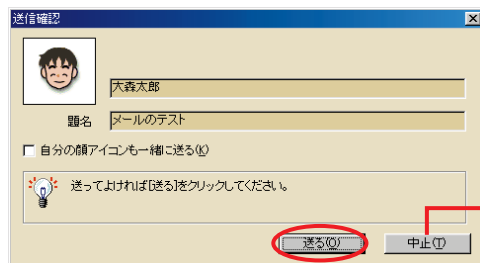 送信確認
大森太郎
題名 メールのテスト
自分の顔アイコンも一緒に送る(K)
送ってよければ[送る]をクリックしてください。
送る(O) 中止(T)